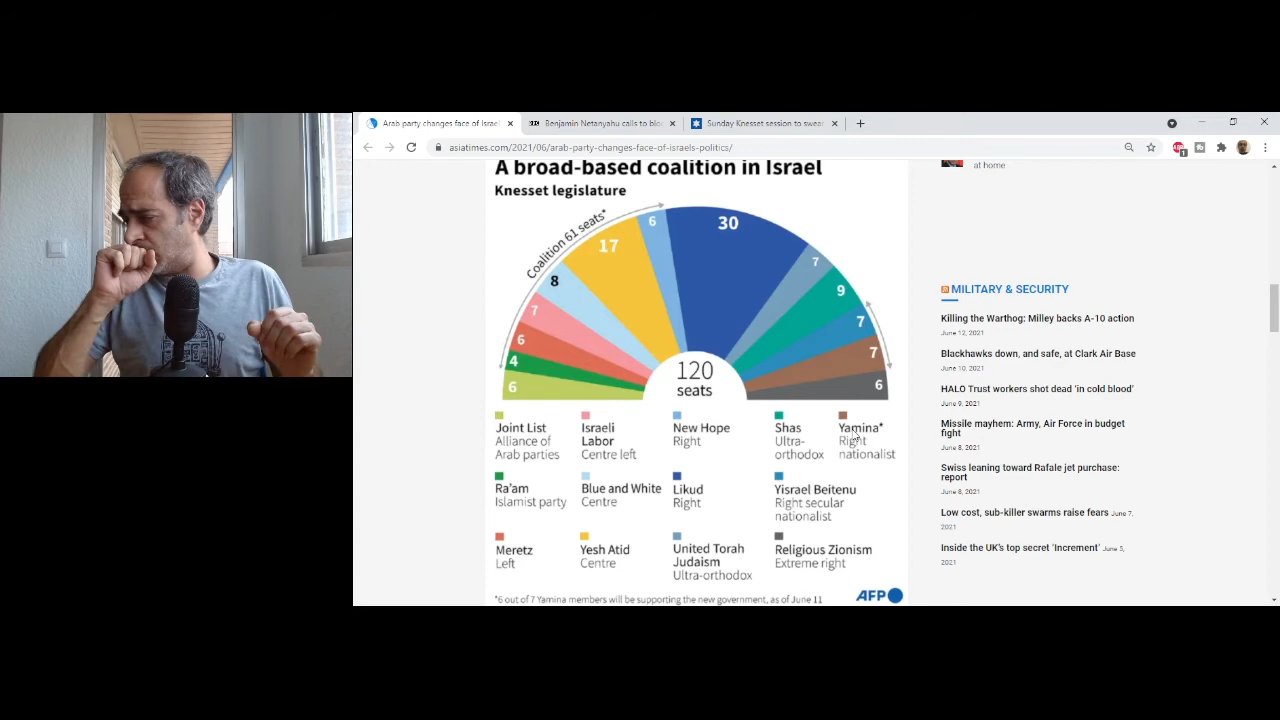 Arab party changes face of Israel
Benjamin Netanyahu calls to blo
Sunday Knesset session to swear
asiatimes.com/2021/06/arab-party-changes-face-of-israels-politics/
1
A broad-based coalition in Israel
Knesset legislature
Coalition 61 seats*
6
4
6
7
8
17
6
30
7
9
7
7
6
120
seats
Joint List
Alliance of
Arab parties
Israeli
Labor
Centre left
New Hope
Right
Shas
Ultra-
orthodox
Yamina*
Right
nationalist
Ra'am
Islamist party
Blue and White
Centre
Likud
Right
Yisrael Beitenu
Right secular
nationalist
Meretz
Left
Yesh Atid
Centre
United Torah
Judaism
Ultra-orthodox
Religious Zionism
Extreme right
*6 out of 7 Yamina members will be supporting the new government, as of June 11
AFP
at home
MILITARY & SECURITY
Killing the Warthog: Milley backs A-10 action
June 12, 2021
Blackhawks down, and safe, at Clark Air Base
June 10, 2021
HALO Trust workers shot dead 'in cold blood'
June 9, 2021
Missile mayhem: Army, Air Force in budget
fight
June 8, 2021
Swiss leaning toward Rafale jet purchase:
report
June 8, 2021
Low cost, sub-killer swarms raise fears June 7,
2021
Inside the UK's top secret 'Increment' June 5,
2021